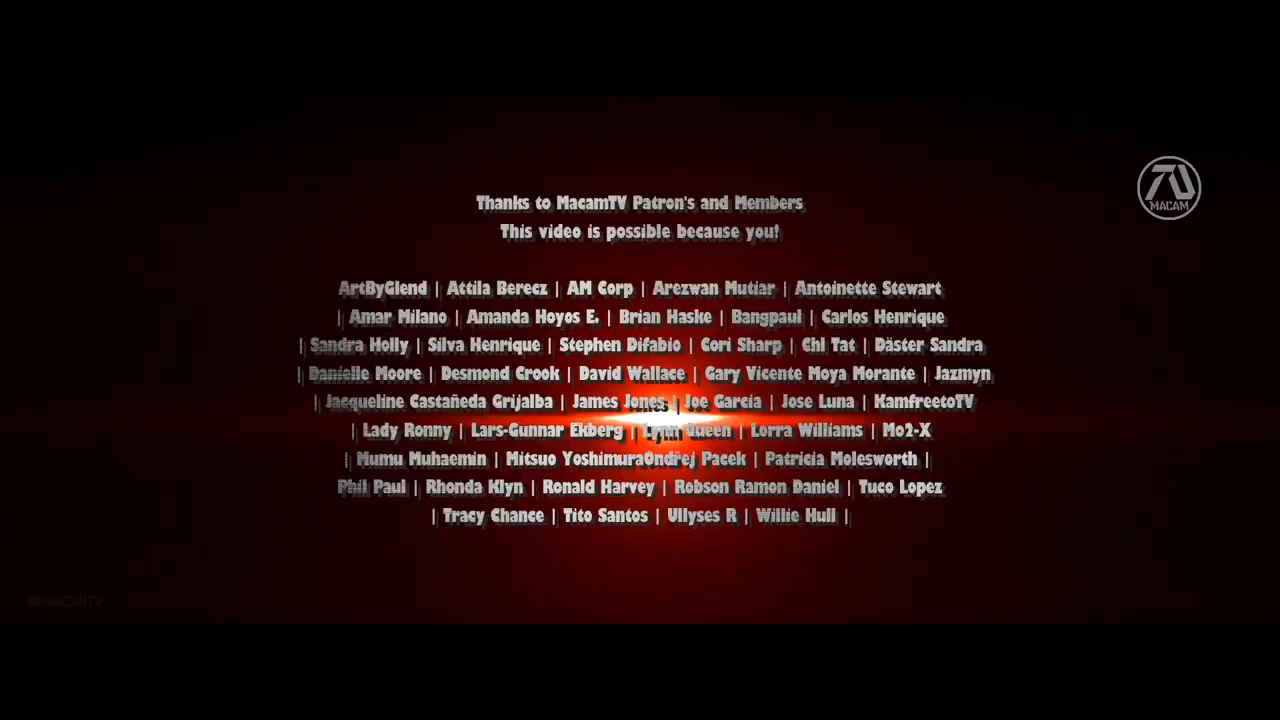 Thanks to MacamTV Patron's and Members
This video is possible because you!
MACAM
ArtByGlend | Attila Berecz | AM Corp | Arezwan Mutiar | Antoinette Stewart
| Amar Milano | Amanda Hoyos E. | Brian Haske | Bangpaul | Carlos Henrique
| Sandra Holly | Silva Henrique | Stephen Difabio | Cori Sharp | Chl Tat | Däster Sandra
| Danielle Moore | Desmond Crook | David Wallace | Gary Vicente Moya Morante | Jazmyn
| Jacqueline Castañeda Grijalba | James Jones | Joe Garcia | Jose Luna | KamfreetoTV
| Lady Ronny | Lars-Gunnar Ekberg | Lynn Queen | Lorra Williams | Mo2-X
| Mumu Muhaemin | Mitsuo YoshimuraOndřej Pacek | Patricia Molesworth |
Phil Paul | Rhonda Klyn | Ronald Harvey | Robson Ramon Daniel | Tuco Lopez
| Tracy Chance | Tito Santos | Ullyses R | Willie Hull |